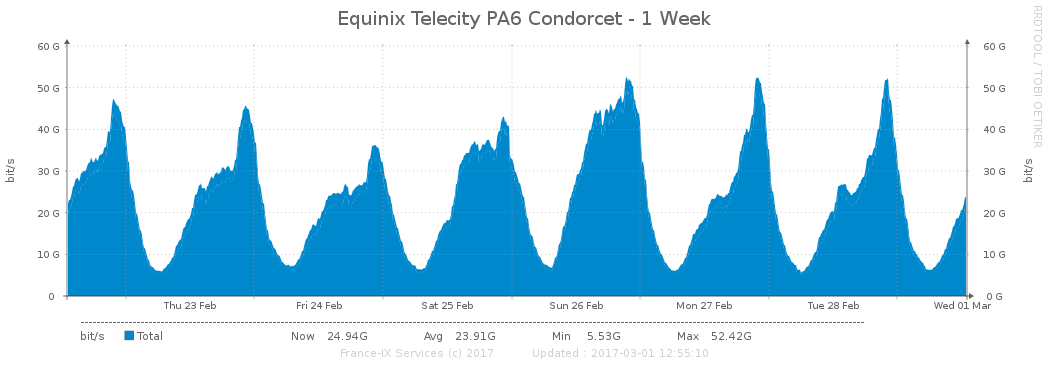 Equinix Telecity PA6 Condorcet - 1 Week
RRDTOOL / TOBI OETIKER
60 G 60 G
50 G 50 G
40 G 40 G
30 G 30 G
20 G 20 G
10 G 10 G
0 0 G
bit/s bit/s
Thu 23 Feb Fri 24 Feb Sat 25 Feb Sun 26 Feb Mon 27 Feb Tue 28 Feb Wed 01 Mar
bit/s Total Now 24.94G Avg 23.91G Min 5.53G Max 52.42G
France-IX Services (c) 2017 Updated : 2017-03-01 12:55:10